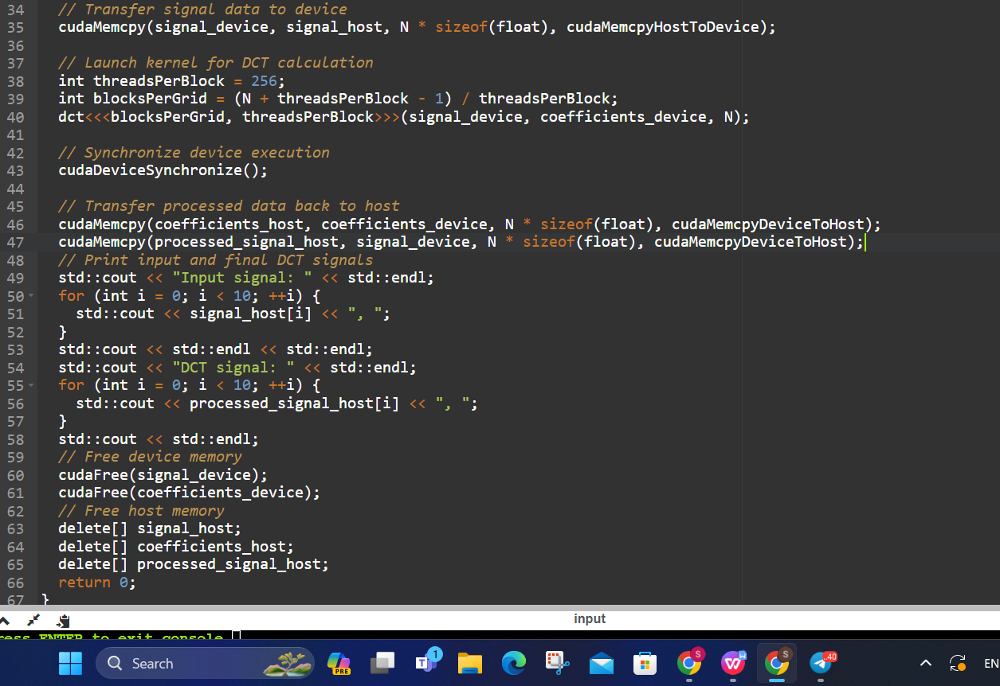 34 // Transfer signal data to device
35 cudaMemcpy(signal_device, signal_host, N * sizeof(float), cudaMemcpyHostToDevice);
36
37 // Launch kernel for DCT calculation
38 int threadsPerBlock = 256;
39 int blocksPerGrid = (N + threadsPerBlock - 1) / threadsPerBlock;
40 dct<<<blocksPerGrid, threadsPerBlock>>>(signal_device, coefficients_device, N);
41
42 // Synchronize device execution
43 cudaDeviceSynchronize();
44
45 // Transfer processed data back to host
46 cudaMemcpy(coefficients_host, coefficients_device, N * sizeof(float), cudaMemcpyDeviceToHost);
47 cudaMemcpy(processed_signal_host, signal_device, N * sizeof(float), cudaMemcpyDeviceToHost);
48 // Print input and final DCT signals
49 std::cout << "Input signal: " << std::endl;
50 for (int i = 0; i < 10; ++i) {
51 std::cout << signal_host[i] << ", ";
52 }
53 std::cout << std::endl << std::endl;
54 std::cout << "DCT signal: " << std::endl;
55 for (int i = 0; i < 10; ++i) {
56 std::cout << processed_signal_host[i] << ", ";
57 }
58 std::cout << std::endl;
59 // Free device memory
60 cudaFree(signal_device);
61 cudaFree(coefficients_device);
62 // Free host memory
63 delete[] signal_host;
64 delete[] coefficients_host;
65 delete[] processed_signal_host;
66 return 0;
67 }
input
ress ENTER to exit console
Search PRE T 1 S W S .40 EN